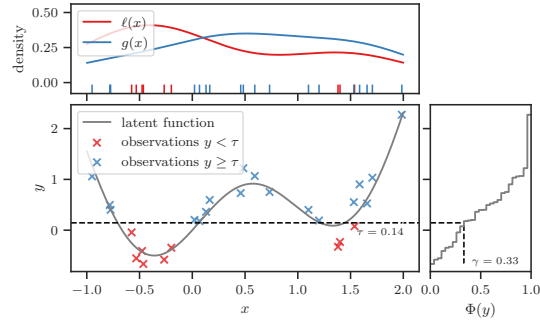 density
0.50
0.25
0.00
ℓ(x)
g(x)
y
2
1
0
latent function
observations y < τ
observations y ≥ τ
τ = 0.14
−1.0 −0.5 0.0 0.5 1.0 1.5 2.0
x
γ = 0.33
0.0 0.5 1.0
Φ(y)